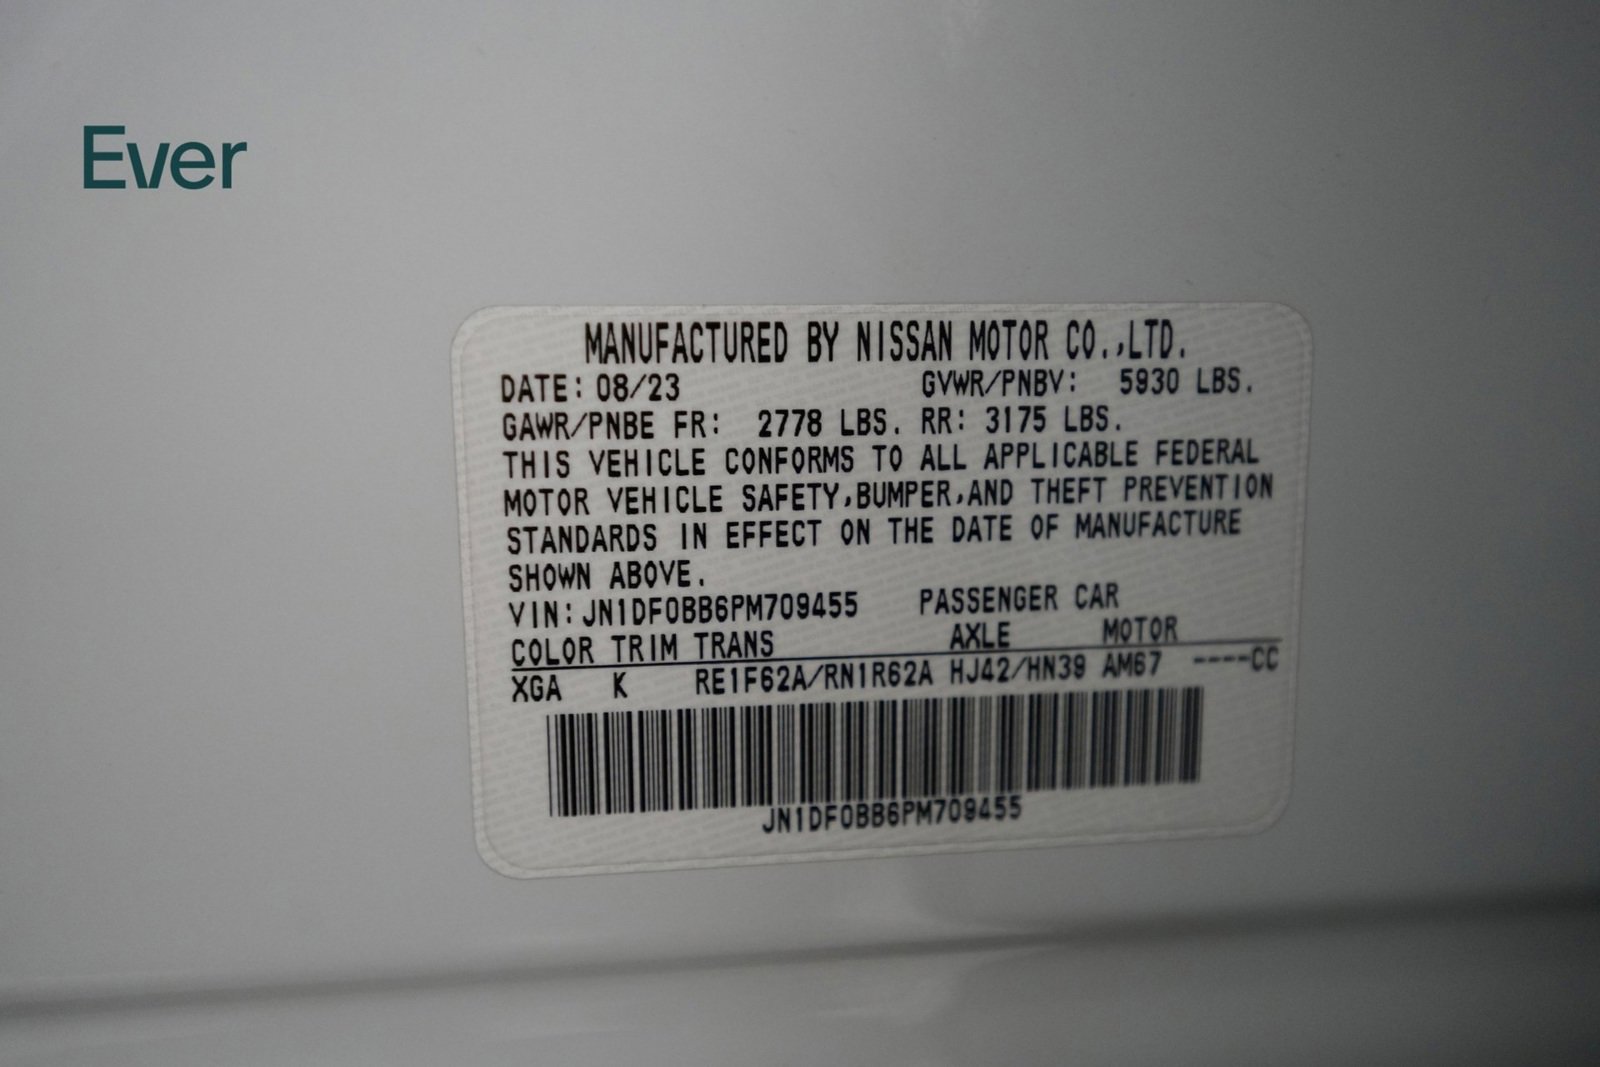 Ever
MANUFACTURED BY NISSAN MOTOR CO.,LTD.
DATE: 08/23 GVWR/PNBV: 5930 LBS.
GAWR/PNBE FR: 2778 LBS. RR: 3175 LBS.
THIS VEHICLE CONFORMS TO ALL APPLICABLE FEDERAL
MOTOR VEHICLE SAFETY,BUMPER,AND THEFT PREVENTION
STANDARDS IN EFFECT ON THE DATE OF MANUFACTURE
SHOWN ABOVE.
VIN:JN1DF0BB6PM709455 PASSENGER CAR
COLOR TRIM TRANS AXLE MOTOR
XGA K RE1F62A/RN1R62A HJ42/HN39 AM67 ----CC
JN1DF0BB6PM709455